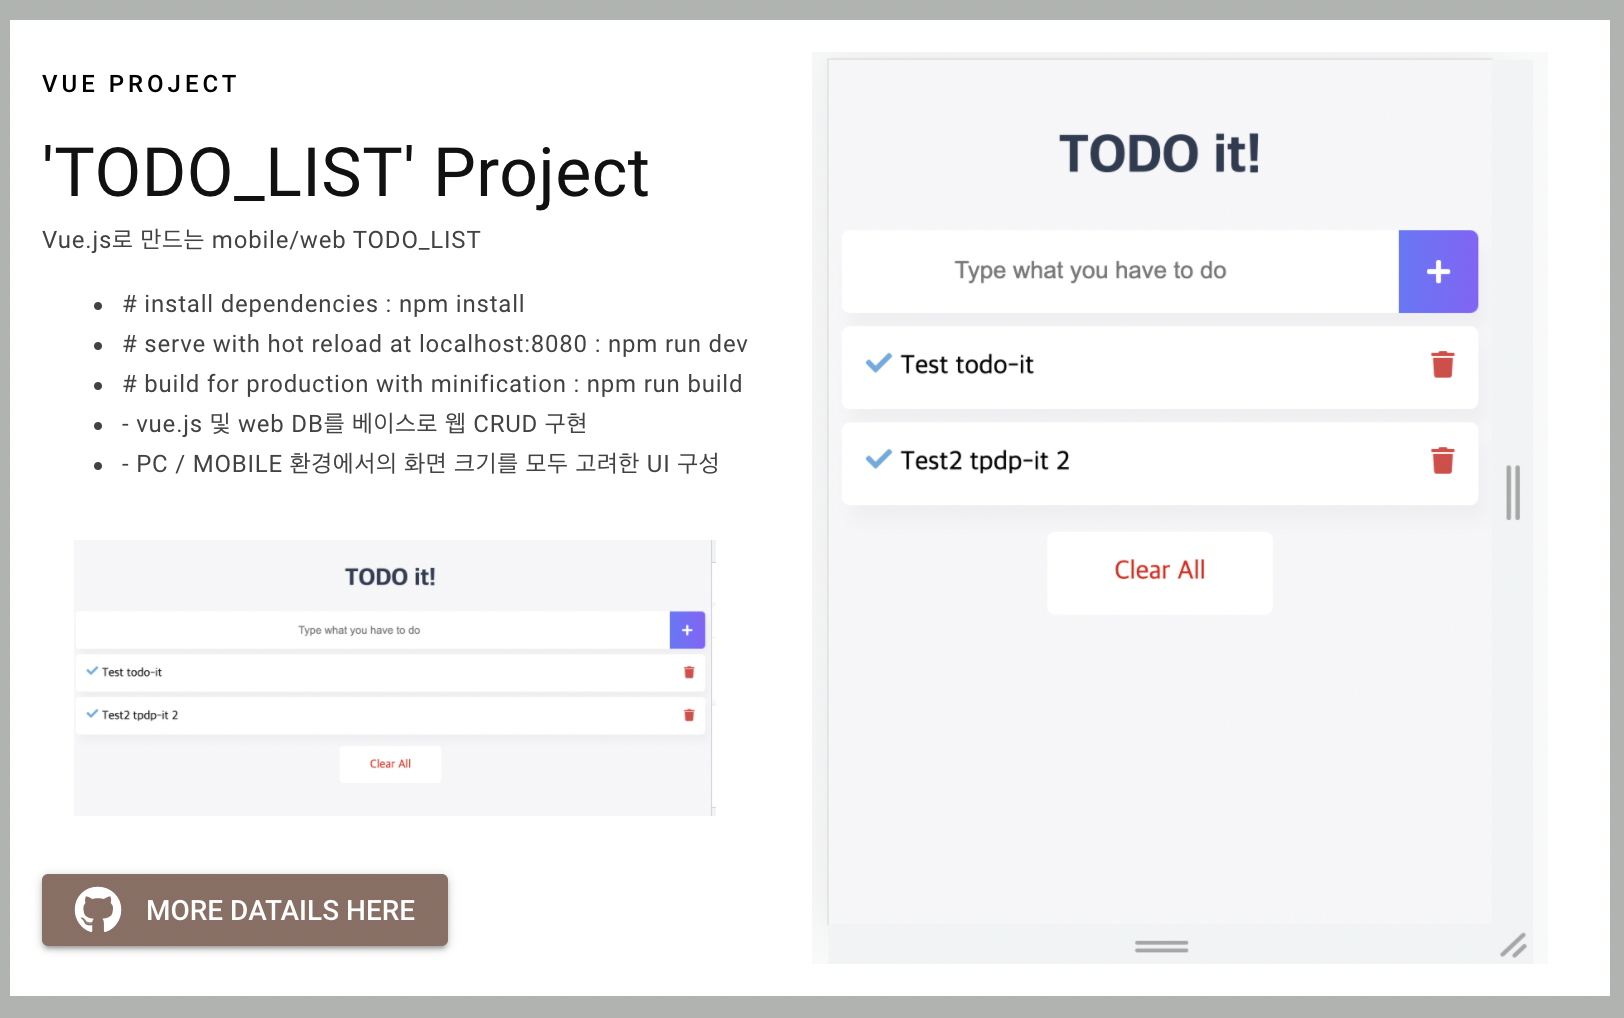 VUE PROJECT
'TODO_LIST' Project
Vue.js로 만드는 mobile/web TODO_LIST
# install dependencies : npm install
# serve with hot reload at localhost:8080 : npm run dev
# build for production with minification : npm run build
- vue.js 및 web DB를 베이스로 웹 CRUD 구현
- PC / MOBILE 환경에서의 화면 크기를 모두 고려한 UI 구성
TODO it!
Type what you have to do
+
Test todo-it
Test2 tpdp-it 2
Clear All
MORE DATAILS HERE
TODO it!
Type what you have to do
+
Test todo-it
Test2 tpdp-it 2
Clear All